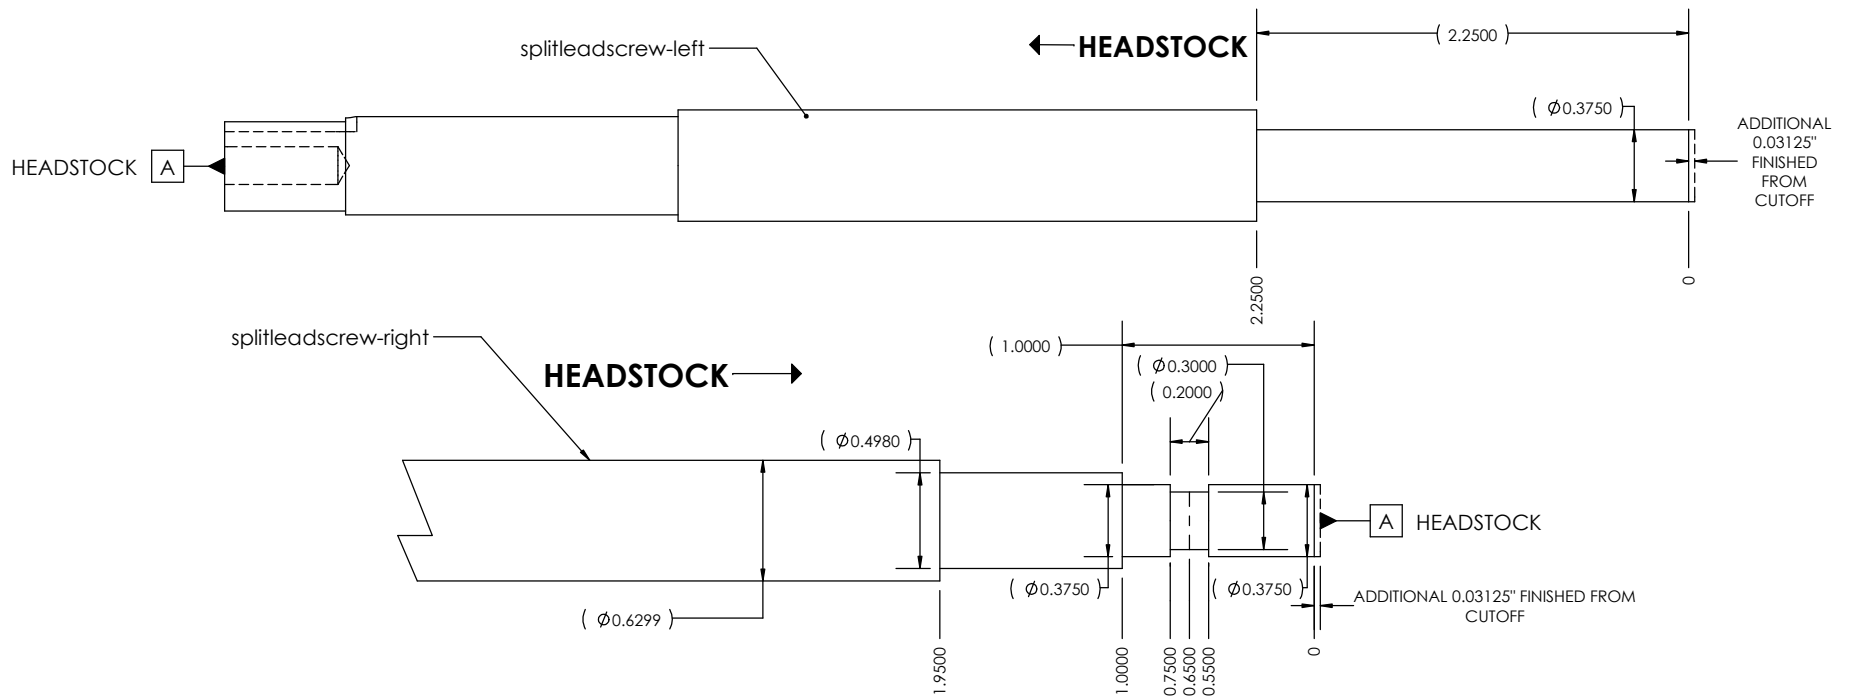 splitleadscrew-left
HEADSTOCK
( 2.2500 )
( Ø0.3750 )
ADDITIONAL
0.03125"
FINISHED
FROM
CUTOFF
HEADSTOCK A
2.2500
0
splitleadscrew-right
HEADSTOCK
( 1.0000 )
( Ø0.3000 )
( 0.2000 )
( Ø0.4980 )
A HEADSTOCK
( Ø0.6299 )
( Ø0.3750 )
( Ø0.3750 )
ADDITIONAL 0.03125" FINISHED FROM
CUTOFF
1.9500
1.0000
0.7500
0.6500
0.5500
0